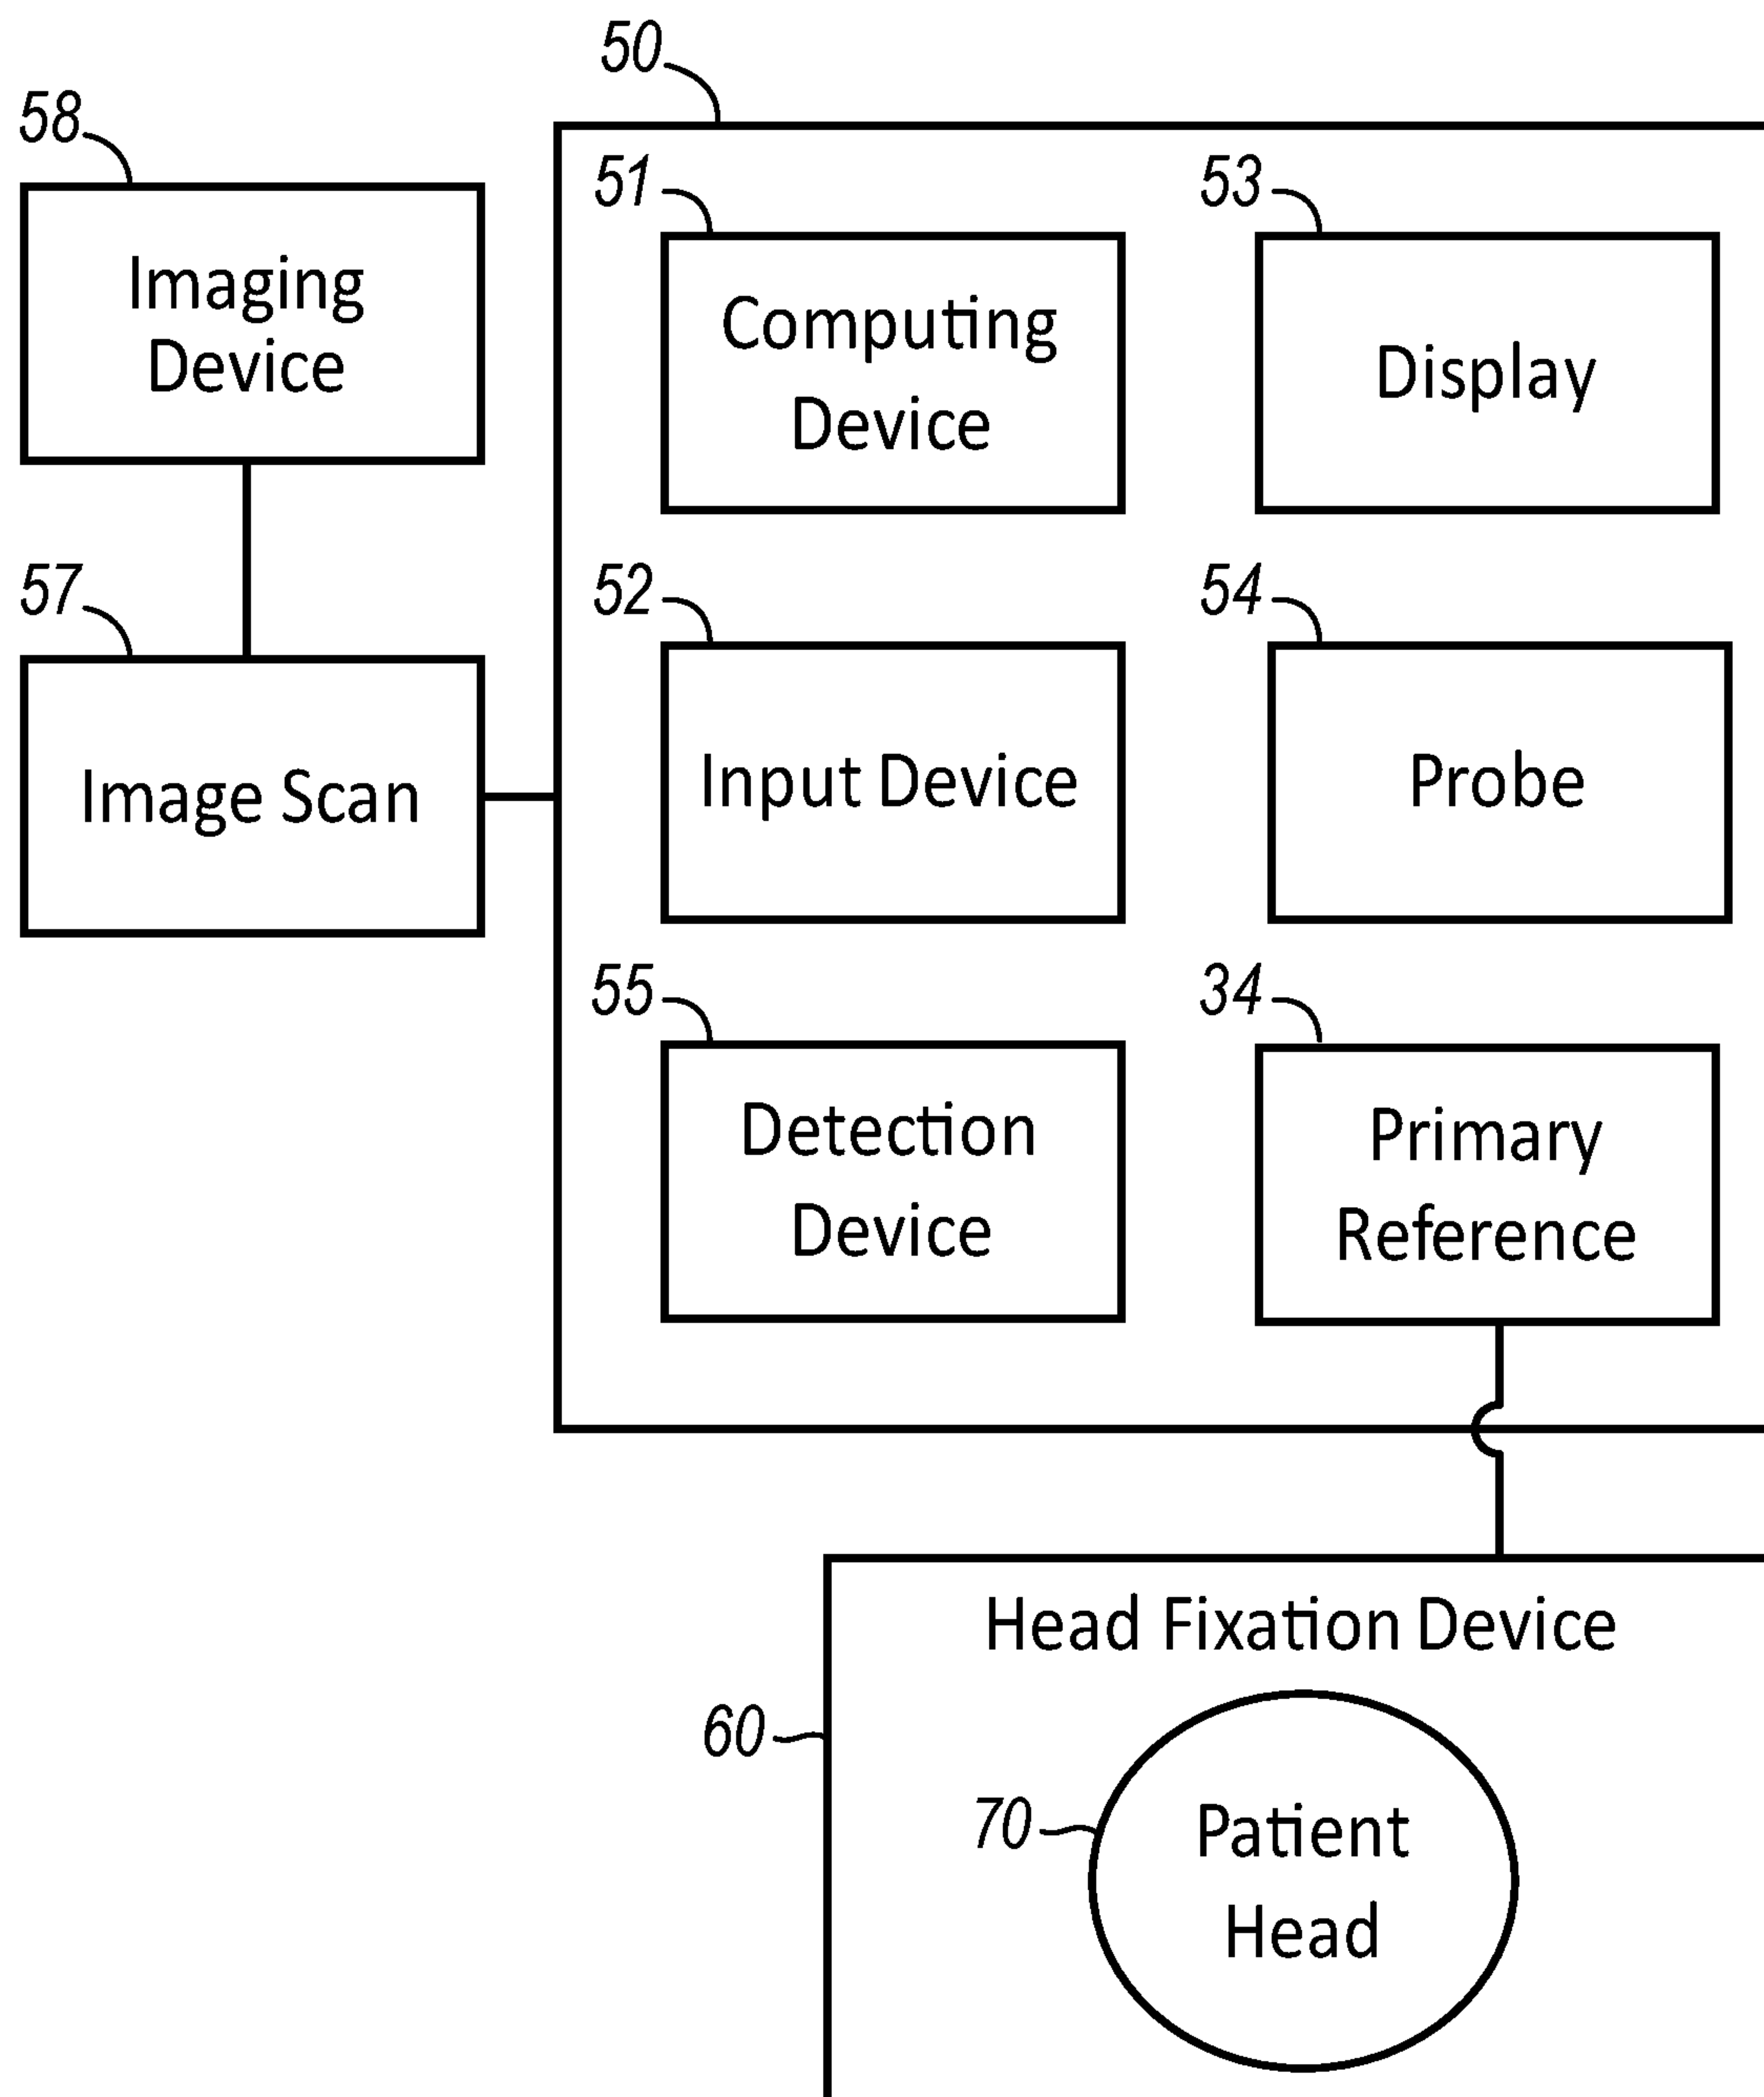 50
58
Imaging
Device
51
Computing
Device
53
Display
57
Image Scan
52
Input Device
54
Probe
55
Detection
Device
34
Primary
Reference
Head Fixation Device
60
70
Patient
Head